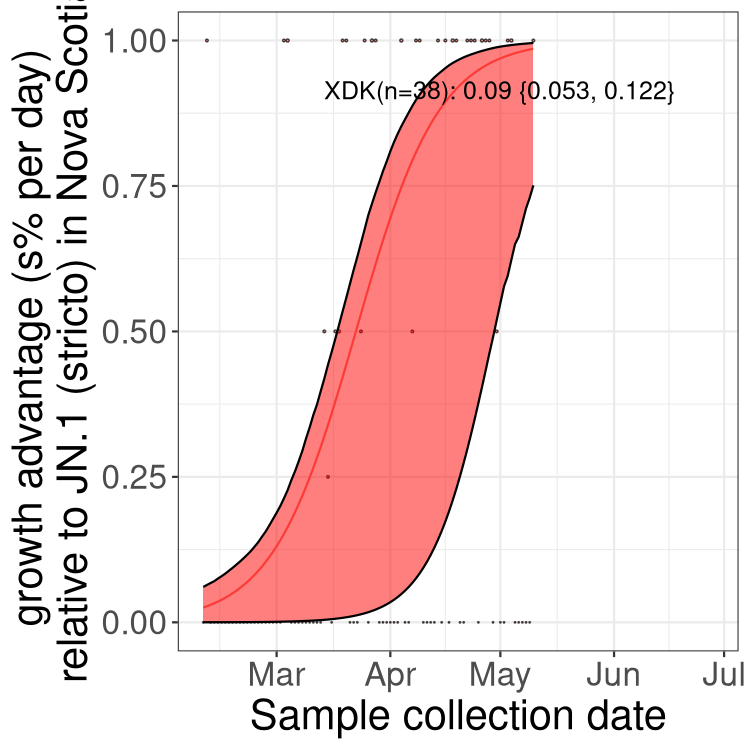 growth advantage (s% per day)
relative to JN.1 (stricto) in Nova Scotia
1.00
0.75
0.50
0.25
0.00
XDK(n=38): 0.09 {0.053, 0.122}
Mar Apr May Jun Jul
Sample collection date